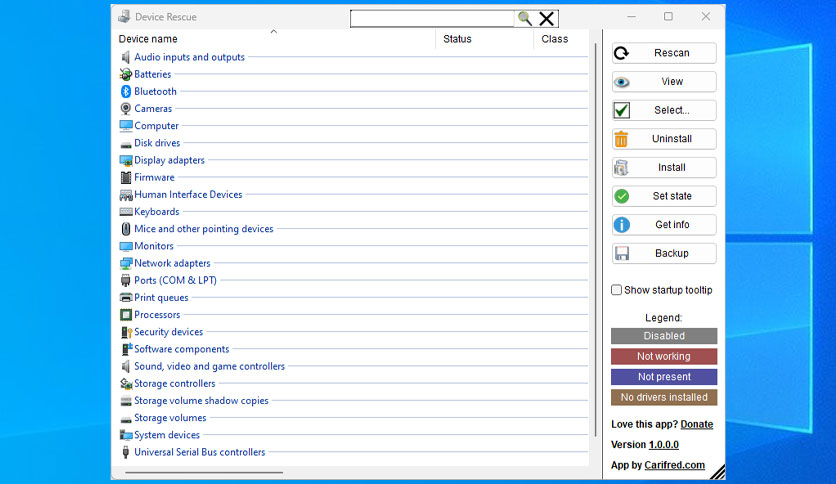 Device Rescue
Device name Status Class
Audio inputs and outputs
Batteries
Bluetooth
Cameras
Computer
Disk drives
Display adapters
Firmware
Human Interface Devices
Keyboards
Mice and other pointing devices
Monitors
Network adapters
Ports (COM & LPT)
Print queues
Processors
Security devices
Software components
Sound, video and game controllers
Storage controllers
Storage volume shadow copies
Storage volumes
System devices
Universal Serial Bus controllers
Rescan
View
Select...
Uninstall
Install
Set state
Get info
Backup
Show startup tooltip
Legend:
Disabled
Not working
Not present
No drivers installed
Love this app? Donate
Version 1.0.0.0
App by Carifred.com